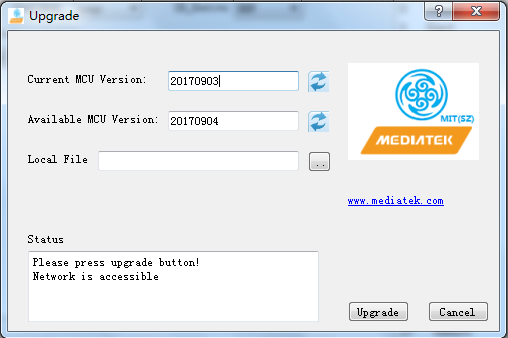 Upgrade
Current MCU Version: 20170903
Available MCU Version: 20170904
Local File ..
MIT(SZ)
MEDIATEK
www.mediatek.com
Status
Please press upgrade button!
Network is accessible
Upgrade Cancel